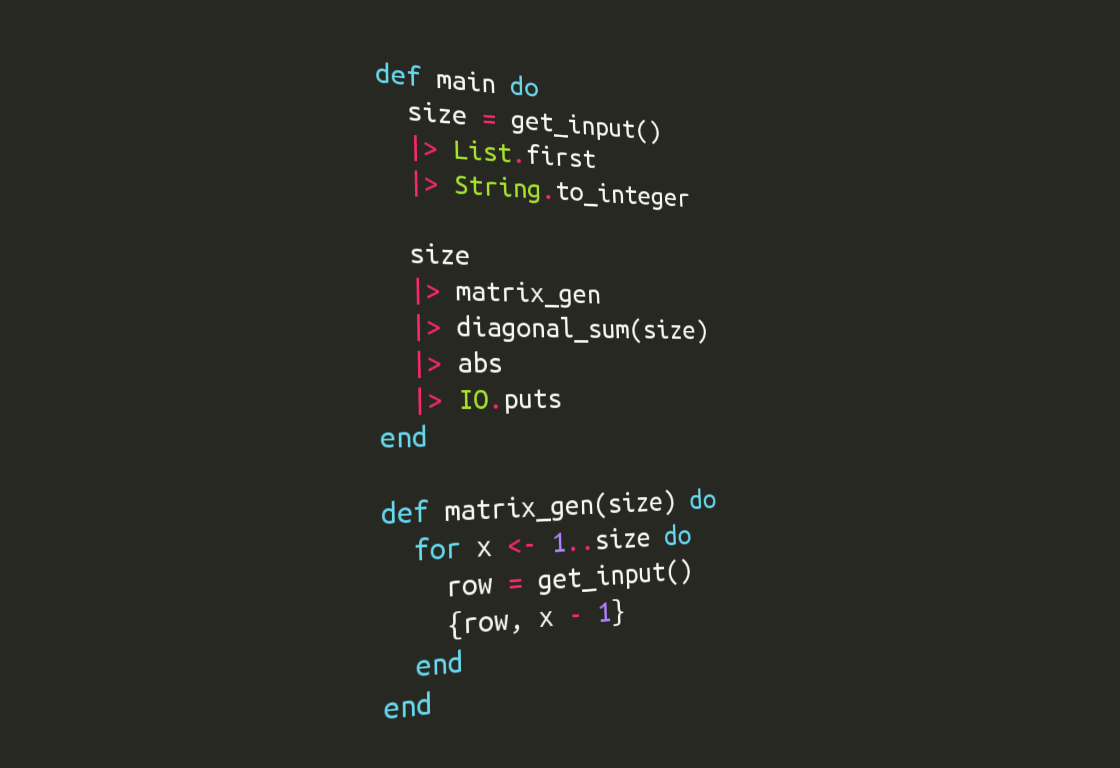 def main do
  size = get_input()
  |> List.first
  |> String.to_integer

  size
  |> matrix_gen
  |> diagonal_sum(size)
  |> abs
  |> IO.puts
end

def matrix_gen(size) do
  for x <- 1..size do
    row = get_input()
    {row, x - 1}
  end
end